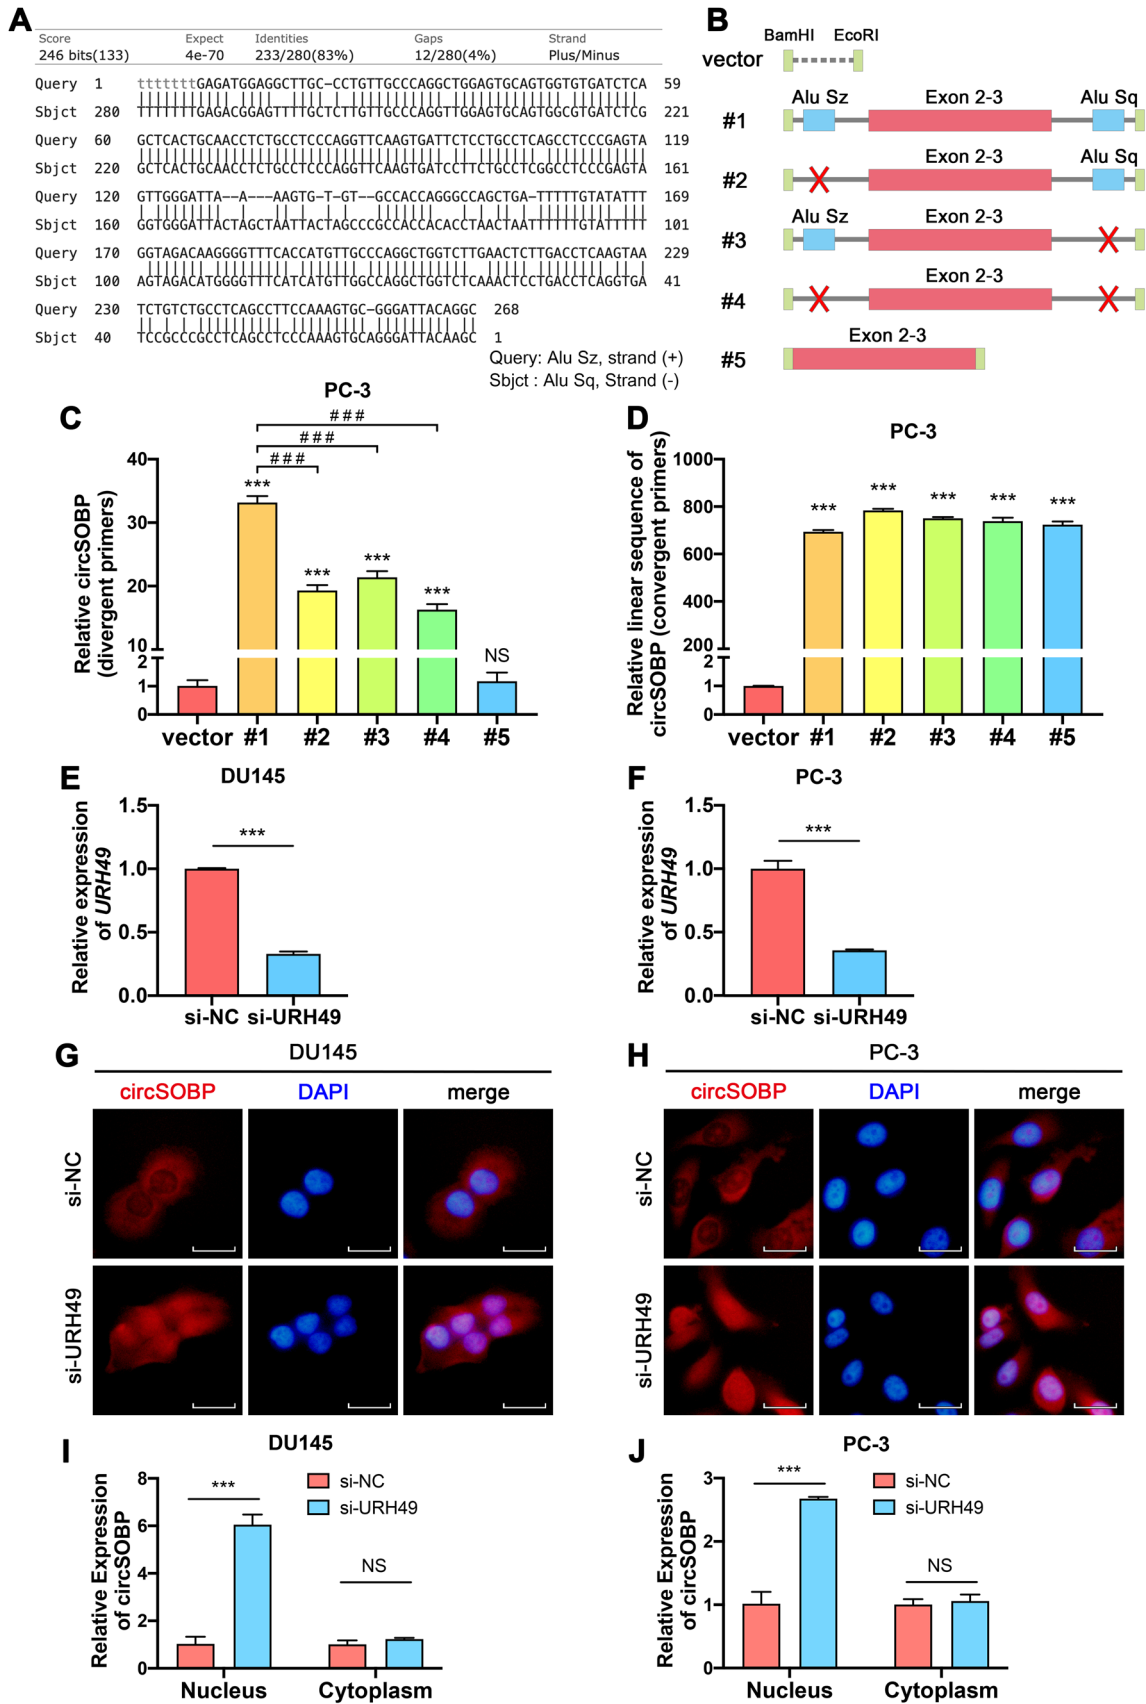 A
Score Expect Identities Gaps Strand
246 bits(133) 4e-70 233/280(83%) 12/280(4%) Plus/Minus
Query 1 tttttttGAGATGGAGGCTTGC–CCTGTTGCCCAGGCTGGAGTGCAGTGGTGTGATCTCA 59
Sbjct 280 TTTTTTTGAGACGGAGTTTTGCTCTTGTTGCCCAGGTTGGAGTGCAGTGGCGTGATCTCG 221
Query 60 GCTCACTGCAACCTCTGCCTCCCAGGTTCAAGTGATTCTCCTGCCTCAGCCTCCCGAGTA 119
Sbjct 220 GCTCACTGCAACCTCTGCCTCCCAGGTTCAAGTGATCCTTCTGCCTCGGCCTCCCGAGTA 161
Query 120 GTTGGGATTA––A–––AAGTG–T–GT––GCCACCAGGGCCAGCTGA–TTTTTGTATATTT 169
Sbjct 160 GGTGGGATTACTAGCTAATTACTAGCCCGCCACCACACCTAACTAATTTTTTGTATTTTT 101
Query 170 GGTAGACAAGGGGTTTCACCATGTTGCCCAGGCTGGTCTTGAACTCTTGACCTCAAGTAA 229
Sbjct 100 AGTAGACATGGGGTTTCATCATGTTGGCCAGGCTGGTCTCAAACTCCTGACCTCAGGTGA 41
Query 230 TCTGTCTGCCTCAGCCTTCCAAAGTGC–GGGATTACAGGC 268
Sbjct 40 TCCGCCCGCCTCAGCCTCCCAAAGTGCAGGGATTACAAGC 1
Query: Alu Sz, strand (+)
Sbjct : Alu Sq, Strand (-)
B
BamHI EcoRI
vector
Alu Sz Exon 2-3 Alu Sq
#1
Exon 2-3 Alu Sq
#2
Alu Sz Exon 2-3
#3
Exon 2-3
#4
Exon 2-3
#5
C
PC-3
Relative circSOBP
(divergent primers)
40
30
20
10
2
1
0
###
###
###
***
***
***
***
NS
vector #1 #2 #3 #4 #5
D
PC-3
Relative linear sequence of
circSOBP (convergent primers)
1000
800
600
400
200
2
1
0
*** *** *** *** ***
vector #1 #2 #3 #4 #5
E
DU145
Relative expression
of URH49
1.5
1.0
0.5
0.0
***
si-NC si-URH49
F
PC-3
Relative expression
of URH49
1.5
1.0
0.5
0.0
***
si-NC si-URH49
G
DU145
circSOBP DAPI merge
si-NC
si-URH49
H
PC-3
circSOBP DAPI merge
si-NC
si-URH49
I
DU145
Relative Expression
of circSOBP
8
6
4
2
0
***
NS
si-NC
si-URH49
Nucleus Cytoplasm
J
PC-3
Relative Expression
of circSOBP
3
2
1
0
***
NS
si-NC
si-URH49
Nucleus Cytoplasm